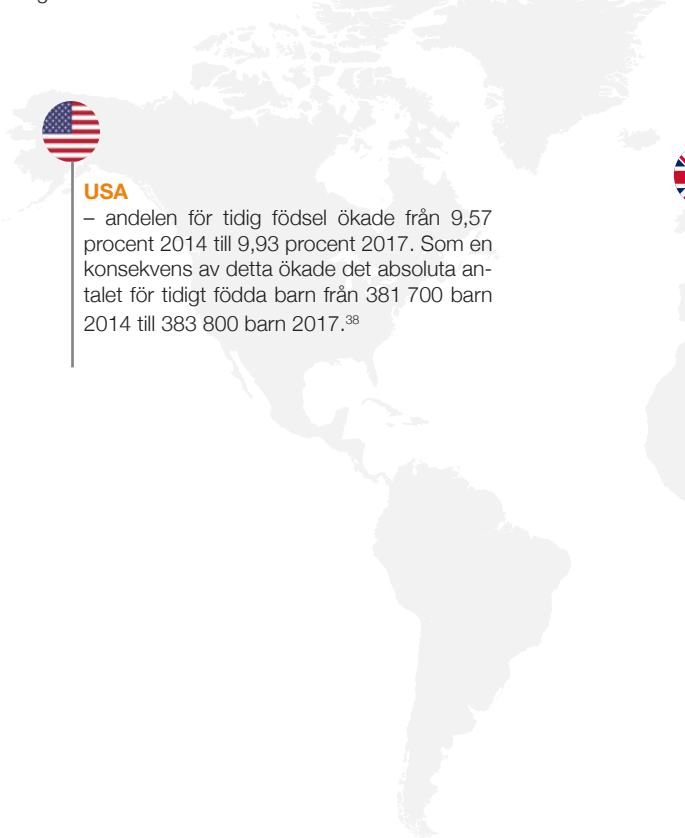 USA
– andelen för tidig födsel ökade från 9,57
procent 2014 till 9,93 procent 2017. Som en
konsekvens av detta ökade det absoluta an-
talet för tidigt födda barn från 381 700 barn
2014 till 383 800 barn 2017.38